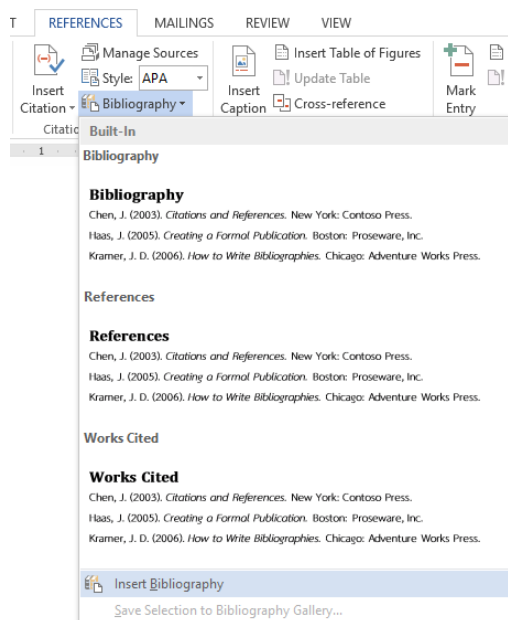 T REFERENCES MAILINGS REVIEW VIEW
Manage Sources
Style: APA
Bibliography
Insert Citation
Insert Caption
Insert Table of Figures
Update Table
Cross-reference
Mark Entry
Citatic
1
Built-In
Bibliography
Bibliography
Chen, J. (2003). Citations and References. New York: Contoso Press.
Haas, J. (2005). Creating a Formal Publication. Boston: Proseware, Inc.
Kramer, J. D. (2006). How to Write Bibliographies. Chicago: Adventure Works Press.
References
References
Chen, J. (2003). Citations and References. New York: Contoso Press.
Haas, J. (2005). Creating a Formal Publication. Boston: Proseware, Inc.
Kramer, J. D. (2006). How to Write Bibliographies. Chicago: Adventure Works Press.
Works Cited
Works Cited
Chen, J. (2003). Citations and References. New York: Contoso Press.
Haas, J. (2005). Creating a Formal Publication. Boston: Proseware, Inc.
Kramer, J. D. (2006). How to Write Bibliographies. Chicago: Adventure Works Press.
Insert Bibliography
Save Selection to Bibliography Gallery...